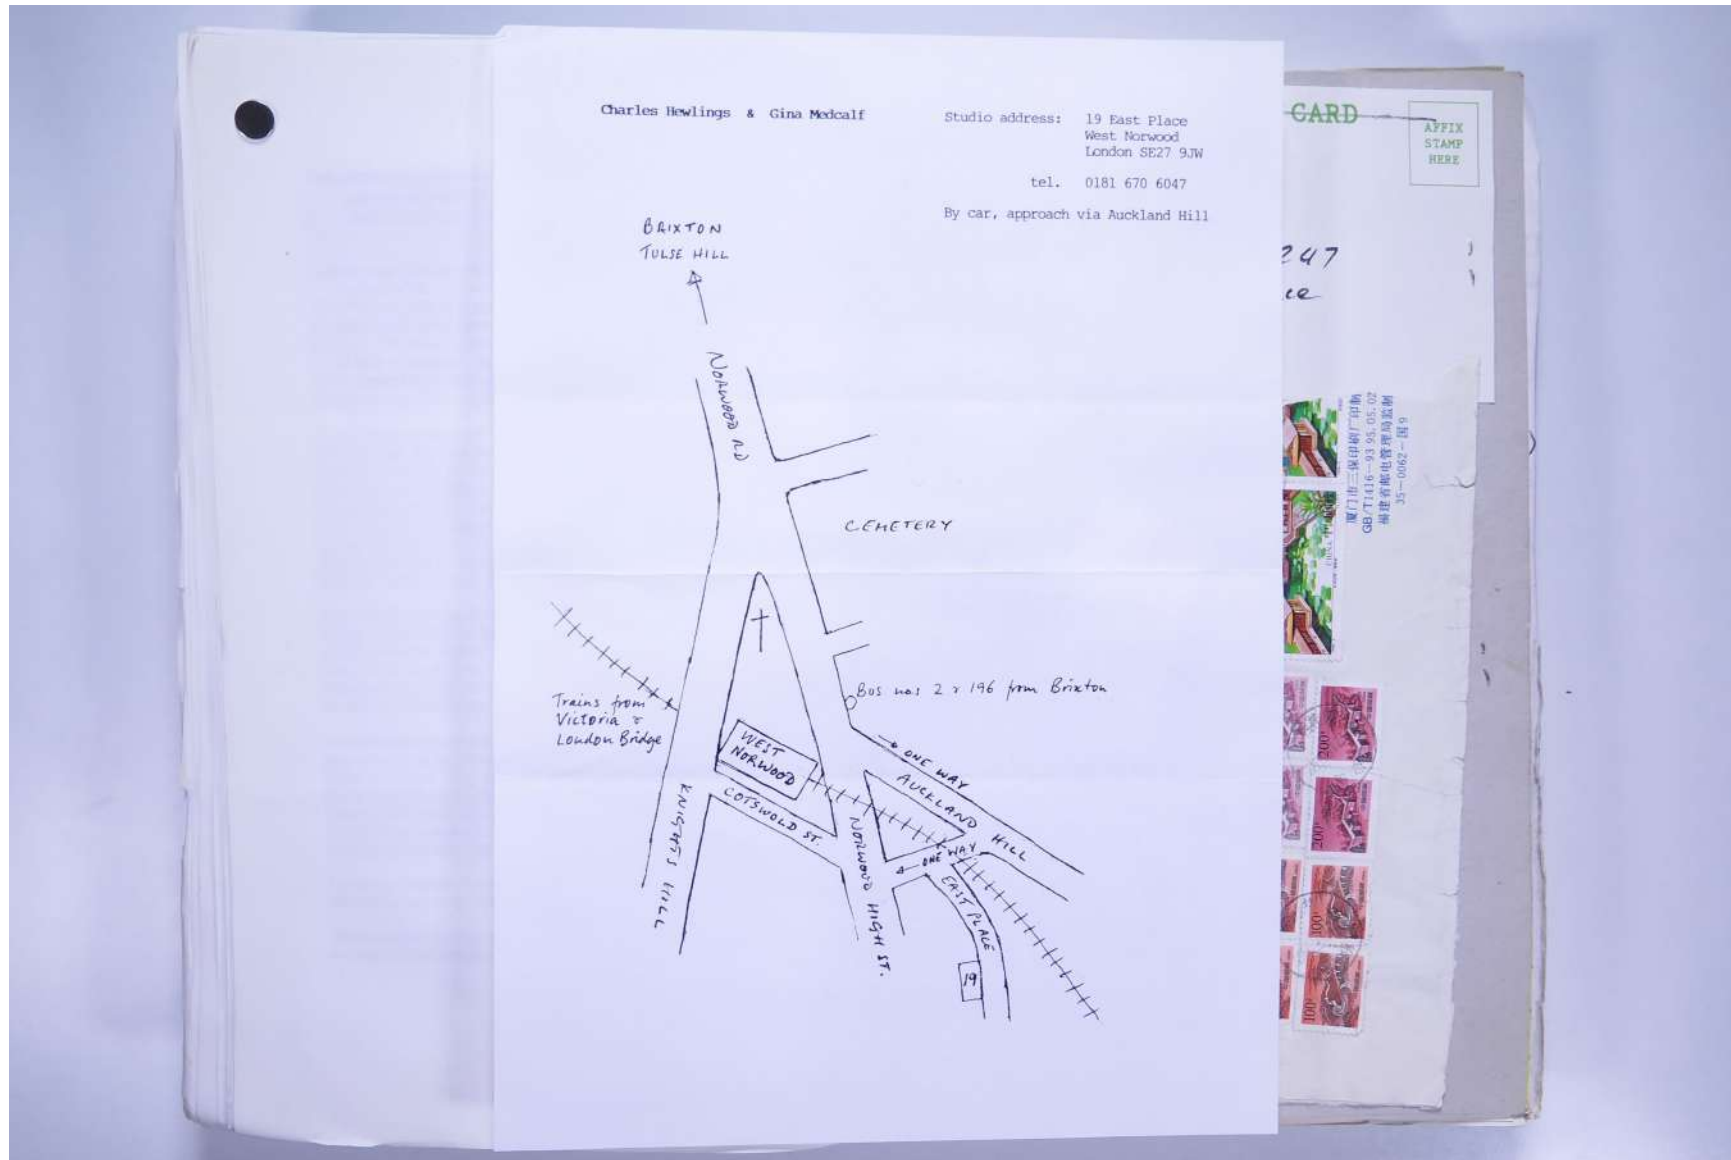 Charles Hewlings & Gina Medcalf
Studio address: 19 East Place
West Norwood
London SE27 9JW
tel. 0181 670 6047
By car, approach via Auckland Hill
BRIXTON
TULSE HILL
NORWOOD RD
CEMETERY
Trains from
Victoria &
London Bridge
Bus nos 2 & 196 from Brixton
WEST
NORWOOD
COTSWOLD ST.
KNIGHTS HILL
NORWOOD HIGH ST.
ONE WAY
AUCKLAND HILL
ONE WAY
EAST PLACE
19
CARD
AFFIX
STAMP
HERE
247
ce
厦门市三保印刷厂印制
GB/T1416-93 95.05.02
福建省邮电管理局监制
35-0062-国9
200
200
100
100